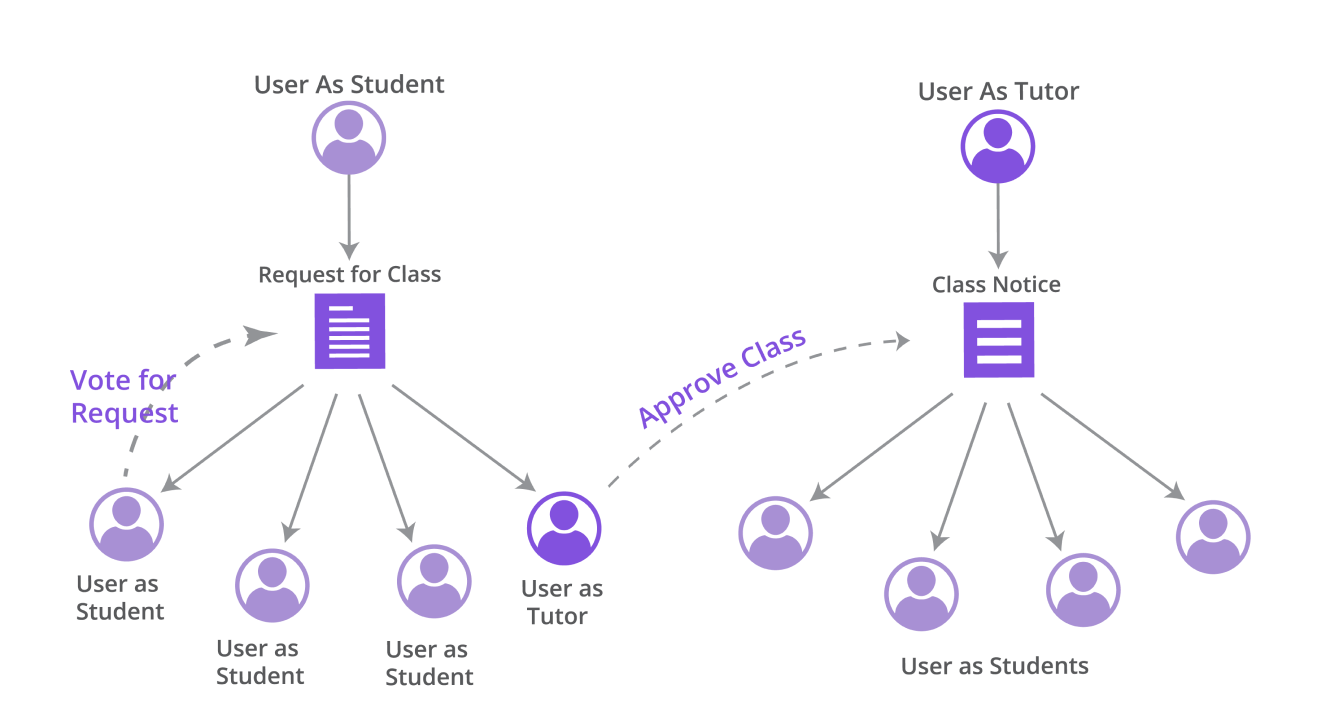 User As Student
User As Tutor
Request for Class
Class Notice
Vote for
Request
Approve Class
User as
Student
User as
Student
User as
Student
User as
Tutor
User as Students